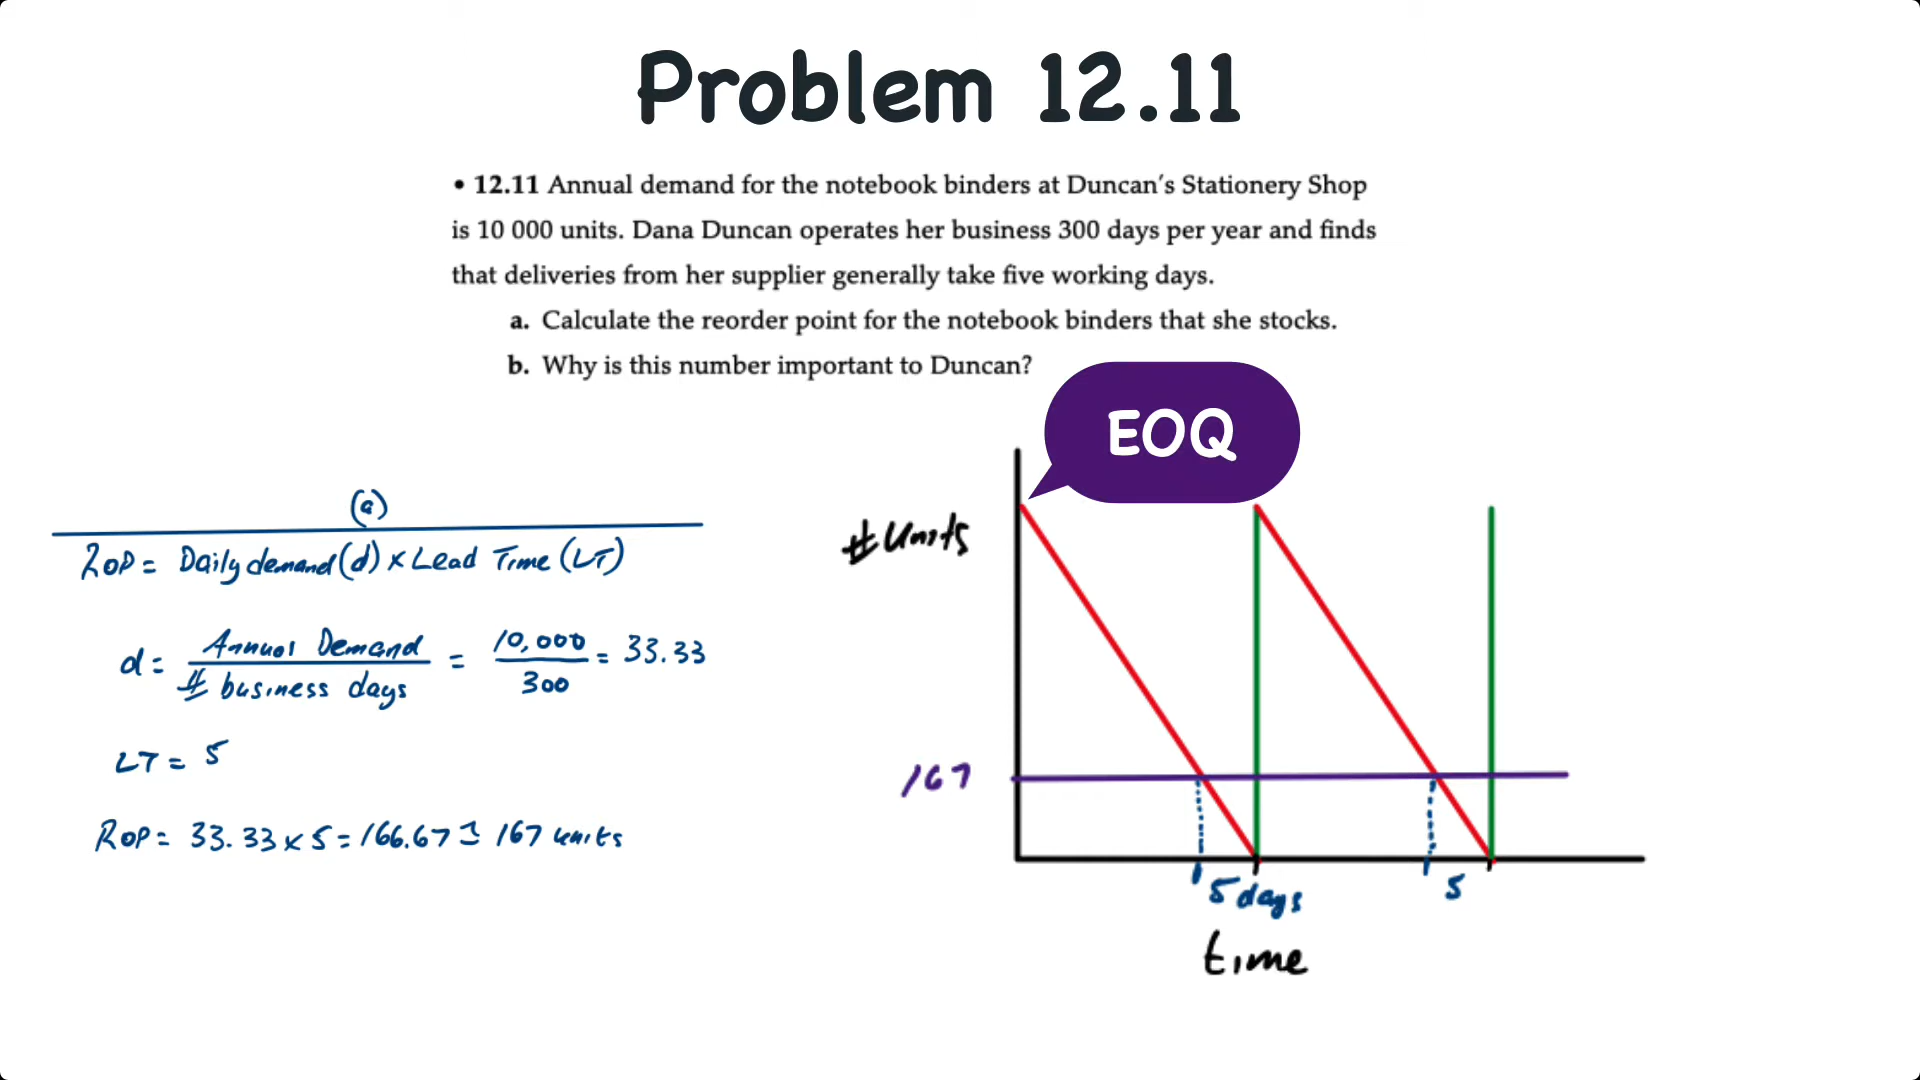 Problem 12.11
• 12.11 Annual demand for the notebook binders at Duncan's Stationery Shop
is 10 000 units. Dana Duncan operates her business 300 days per year and finds
that deliveries from her supplier generally take five working days.
a. Calculate the reorder point for the notebook binders that she stocks.
b. Why is this number important to Duncan?
EOQ
(a)
ROP = Daily demand (d) × Lead Time (LT)
d = Annual Demand / # business days = 10,000 / 300 = 33.33
LT = 5
ROP = 33.33 × 5 = 166.67 ≃ 167 units
# Units
167
5 days
5
time